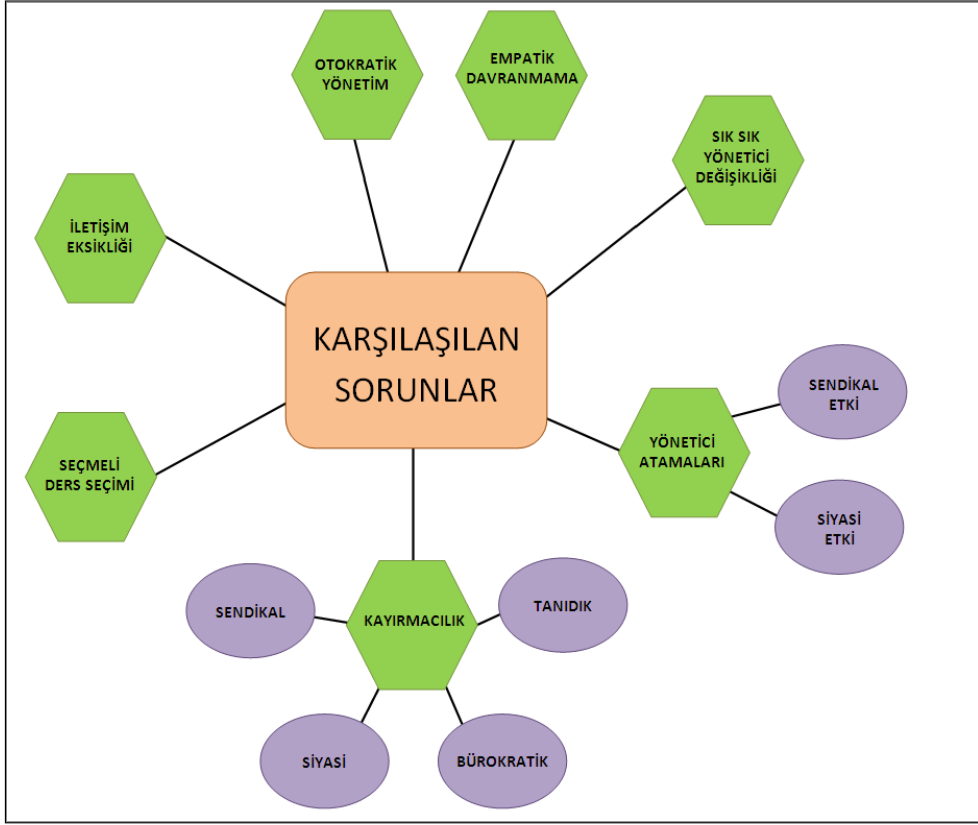 OTOKRATİK
YÖNETİM
EMPATİK
DAVRANMAMA
SIK SIK
YÖNETİCİ
DEĞİŞİKLİĞİ
İLETİŞİM
EKSİKLİĞİ
KARŞILAŞILAN
SORUNLAR
SENDİKAL
ETKİ
YÖNETİCİ
ATAMALARI
SEÇMELİ
DERS SEÇİMİ
SİYASİ
ETKİ
SENDİKAL
KAYIRMACILIK
TANIDIK
SİYASİ
BÜROKRATİK